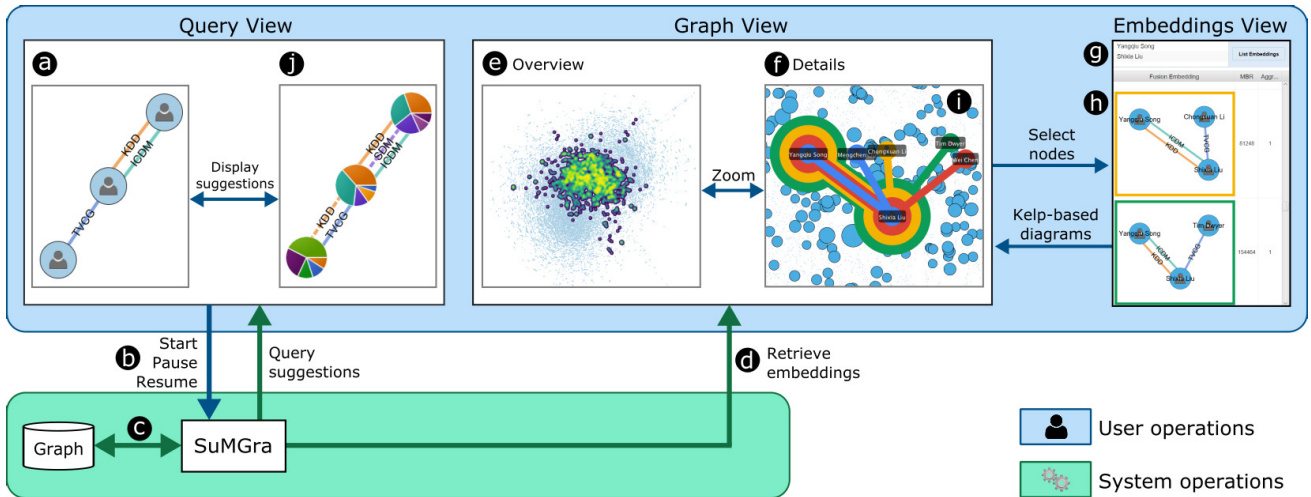 Query View
Graph View
Embeddings View
a
j
e Overview
f Details
g
Yangqiu Song
Shixia Liu
List Embeddings
Fusion Embedding MBR Aggr...
KDD
ICDM
TVCG
Display
suggestions
KDD
ICDM
KDD
TVCG
Zoom
i
Yangqiu Song
Mengchen
Changxuan Li
Tim Dwyer
Wei Chen
Shixia Liu
Select
nodes
Kelp-based
diagrams
h
Yangqiu Song
Changxuan Li
ICDM
KDD
TVCG
Shixia Liu
81248 1
Yangqiu Song
Tim Dwyer
ICDM
KDD
TVCG
Shixia Liu
154464 1
b
Start
Pause
Resume
Query
suggestions
d
Retrieve
embeddings
Graph
c
SuMGra
User operations
System operations